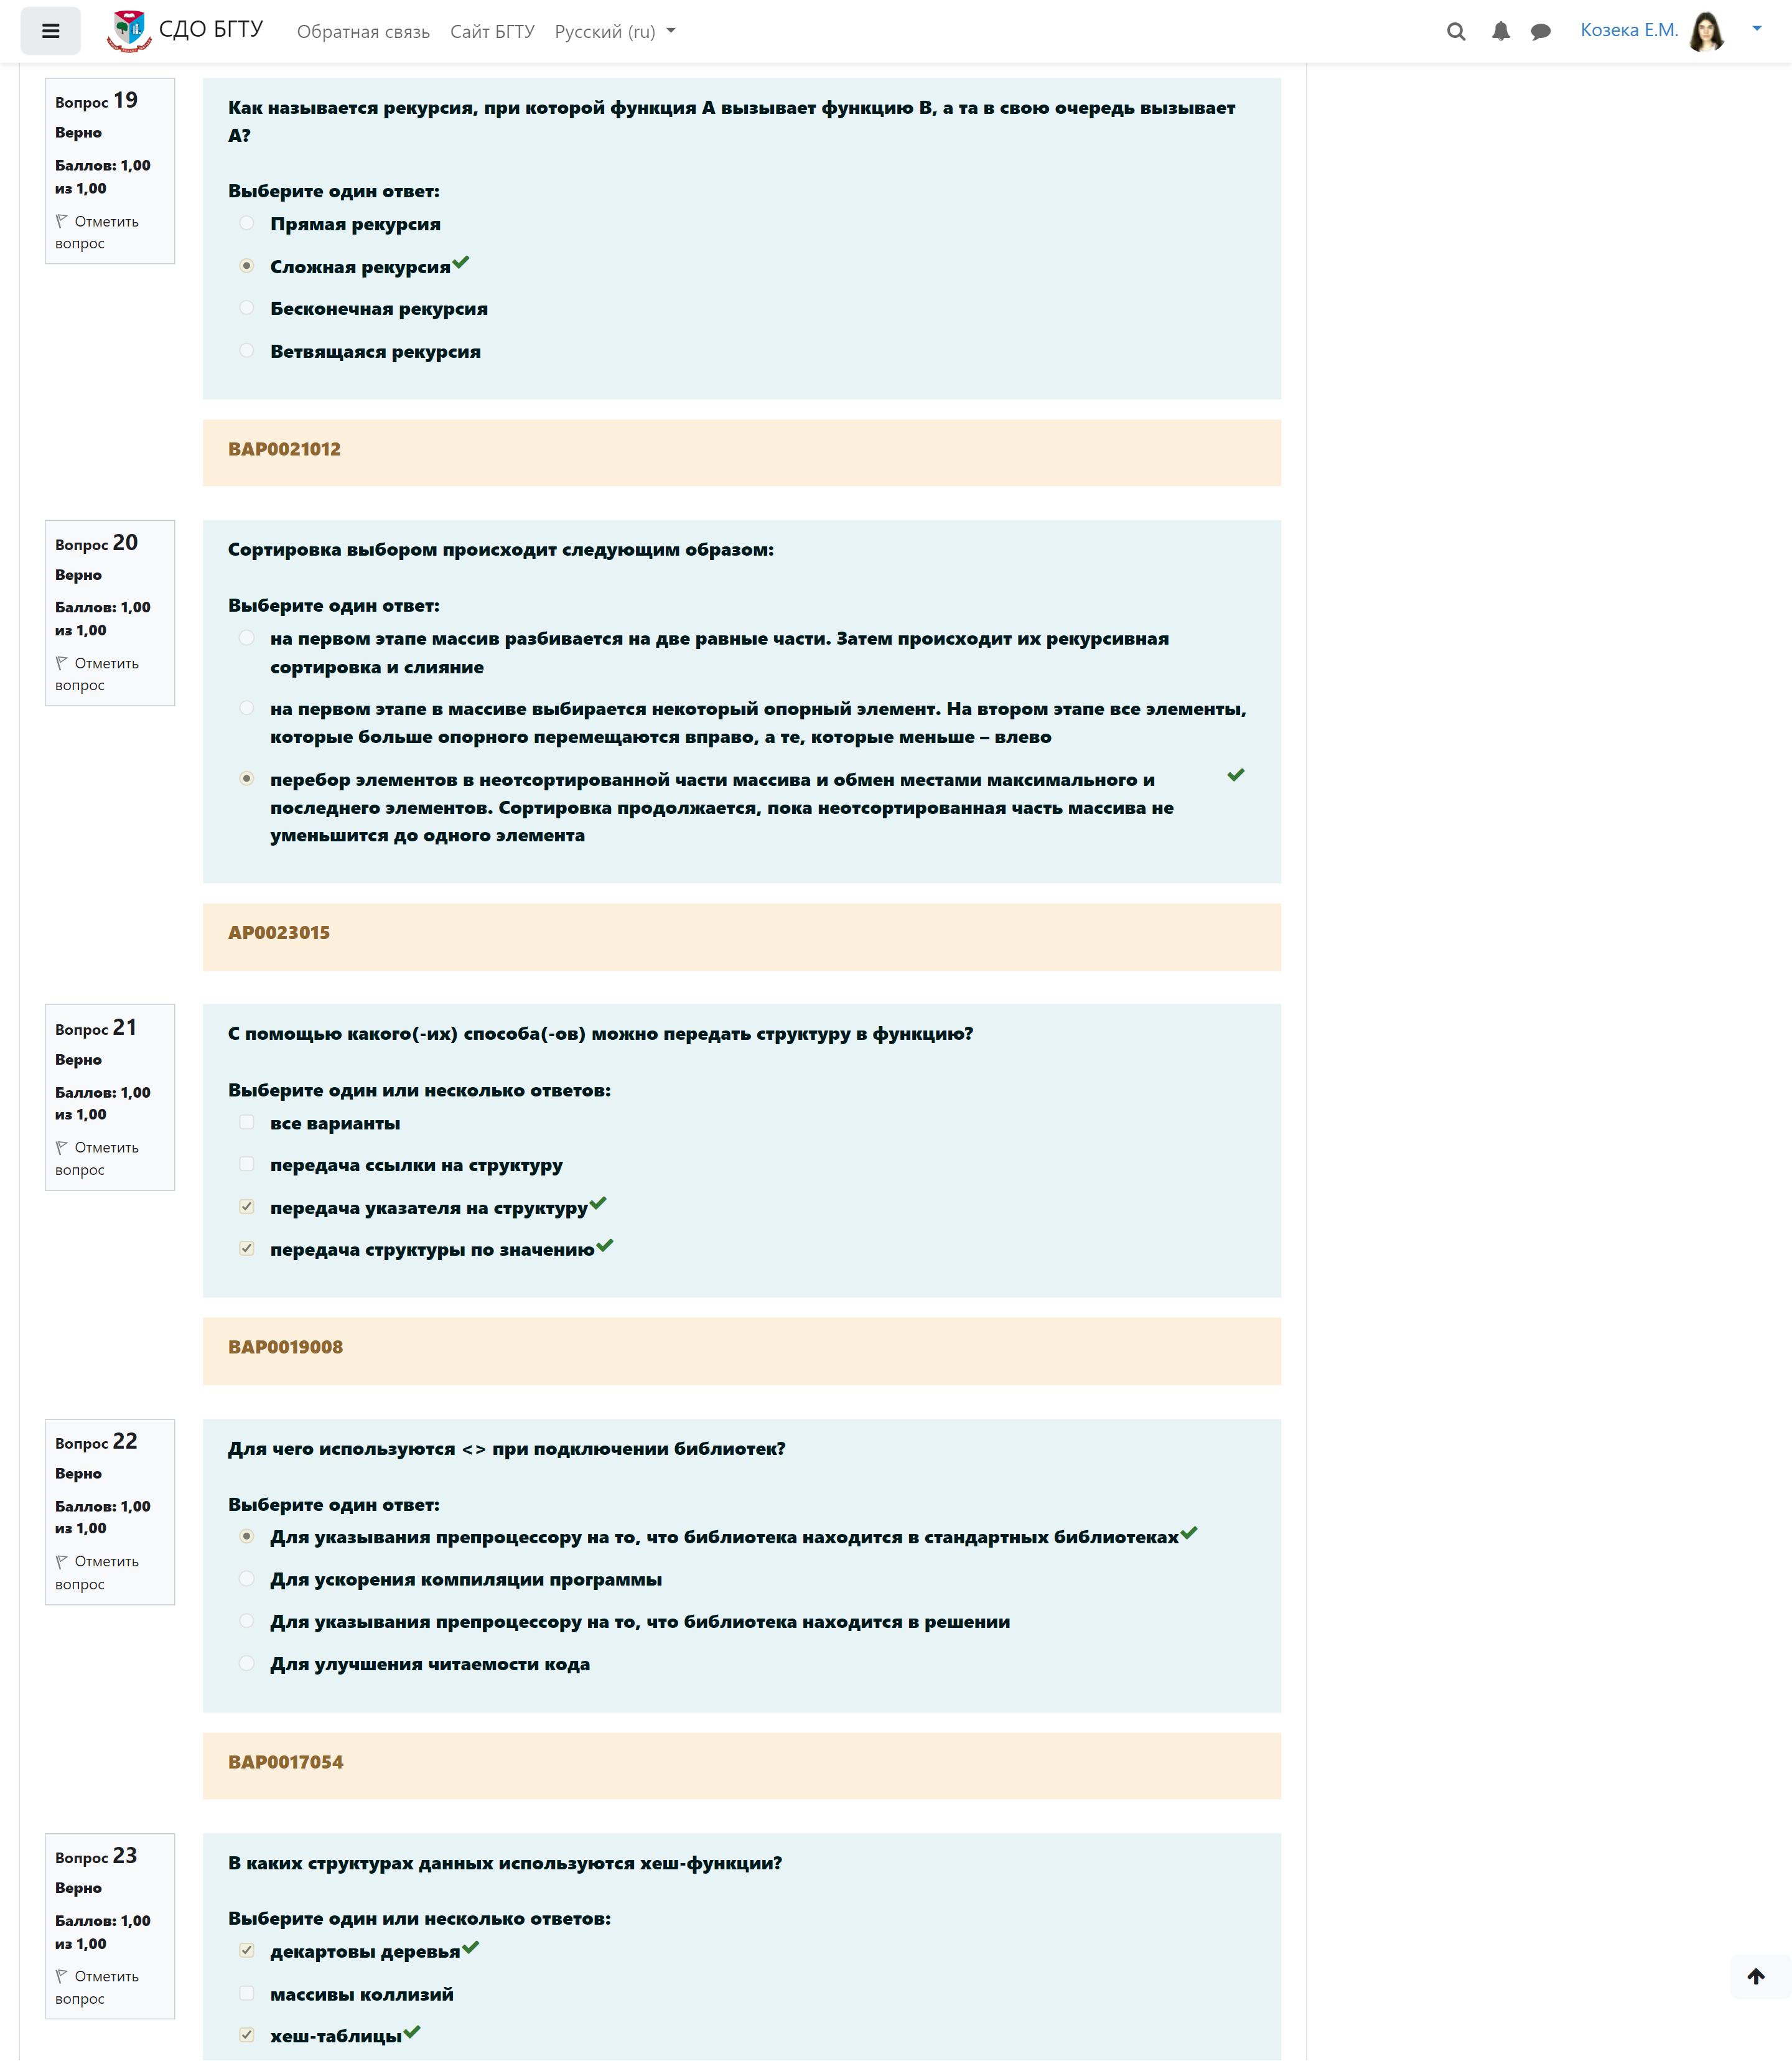 СДО БГТУ
Обратная связь
Сайт БГТУ
Русский (ru)
Козека Е.М.
Вопрос 19
Верно
Баллов: 1,00
из 1,00
Отметить
вопрос
Как называется рекурсия, при которой функция A вызывает функцию B, а та в свою очередь вызывает
A?
Выберите один ответ:
Прямая рекурсия
Сложная рекурсия
Бесконечная рекурсия
Ветвящаяся рекурсия
BAP0021012
Вопрос 20
Верно
Баллов: 1,00
из 1,00
Отметить
вопрос
Сортировка выбором происходит следующим образом:
Выберите один ответ:
на первом этапе массив разбивается на две равные части. Затем происходит их рекурсивная
сортировка и слияние
на первом этапе в массиве выбирается некоторый опорный элемент. На втором этапе все элементы,
которые больше опорного перемещаются вправо, а те, которые меньше – влево
перебор элементов в неотсортированной части массива и обмен местами максимального и
последнего элементов. Сортировка продолжается, пока неотсортированная часть массива не
уменьшится до одного элемента
AP0023015
Вопрос 21
Верно
Баллов: 1,00
из 1,00
Отметить
вопрос
С помощью какого(-их) способа(-ов) можно передать структуру в функцию?
Выберите один или несколько ответов:
все варианты
передача ссылки на структуру
передача указателя на структуру
передача структуры по значению
BAP0019008
Вопрос 22
Верно
Баллов: 1,00
из 1,00
Отметить
вопрос
Для чего используются <> при подключении библиотек?
Выберите один ответ:
Для указывания препроцессору на то, что библиотека находится в стандартных библиотеках
Для ускорения компиляции программы
Для указывания препроцессору на то, что библиотека находится в решении
Для улучшения читаемости кода
BAP0017054
Вопрос 23
Верно
Баллов: 1,00
из 1,00
Отметить
вопрос
В каких структурах данных используются хеш-функции?
Выберите один или несколько ответов:
декартовы деревья
массивы коллизий
хеш-таблицы